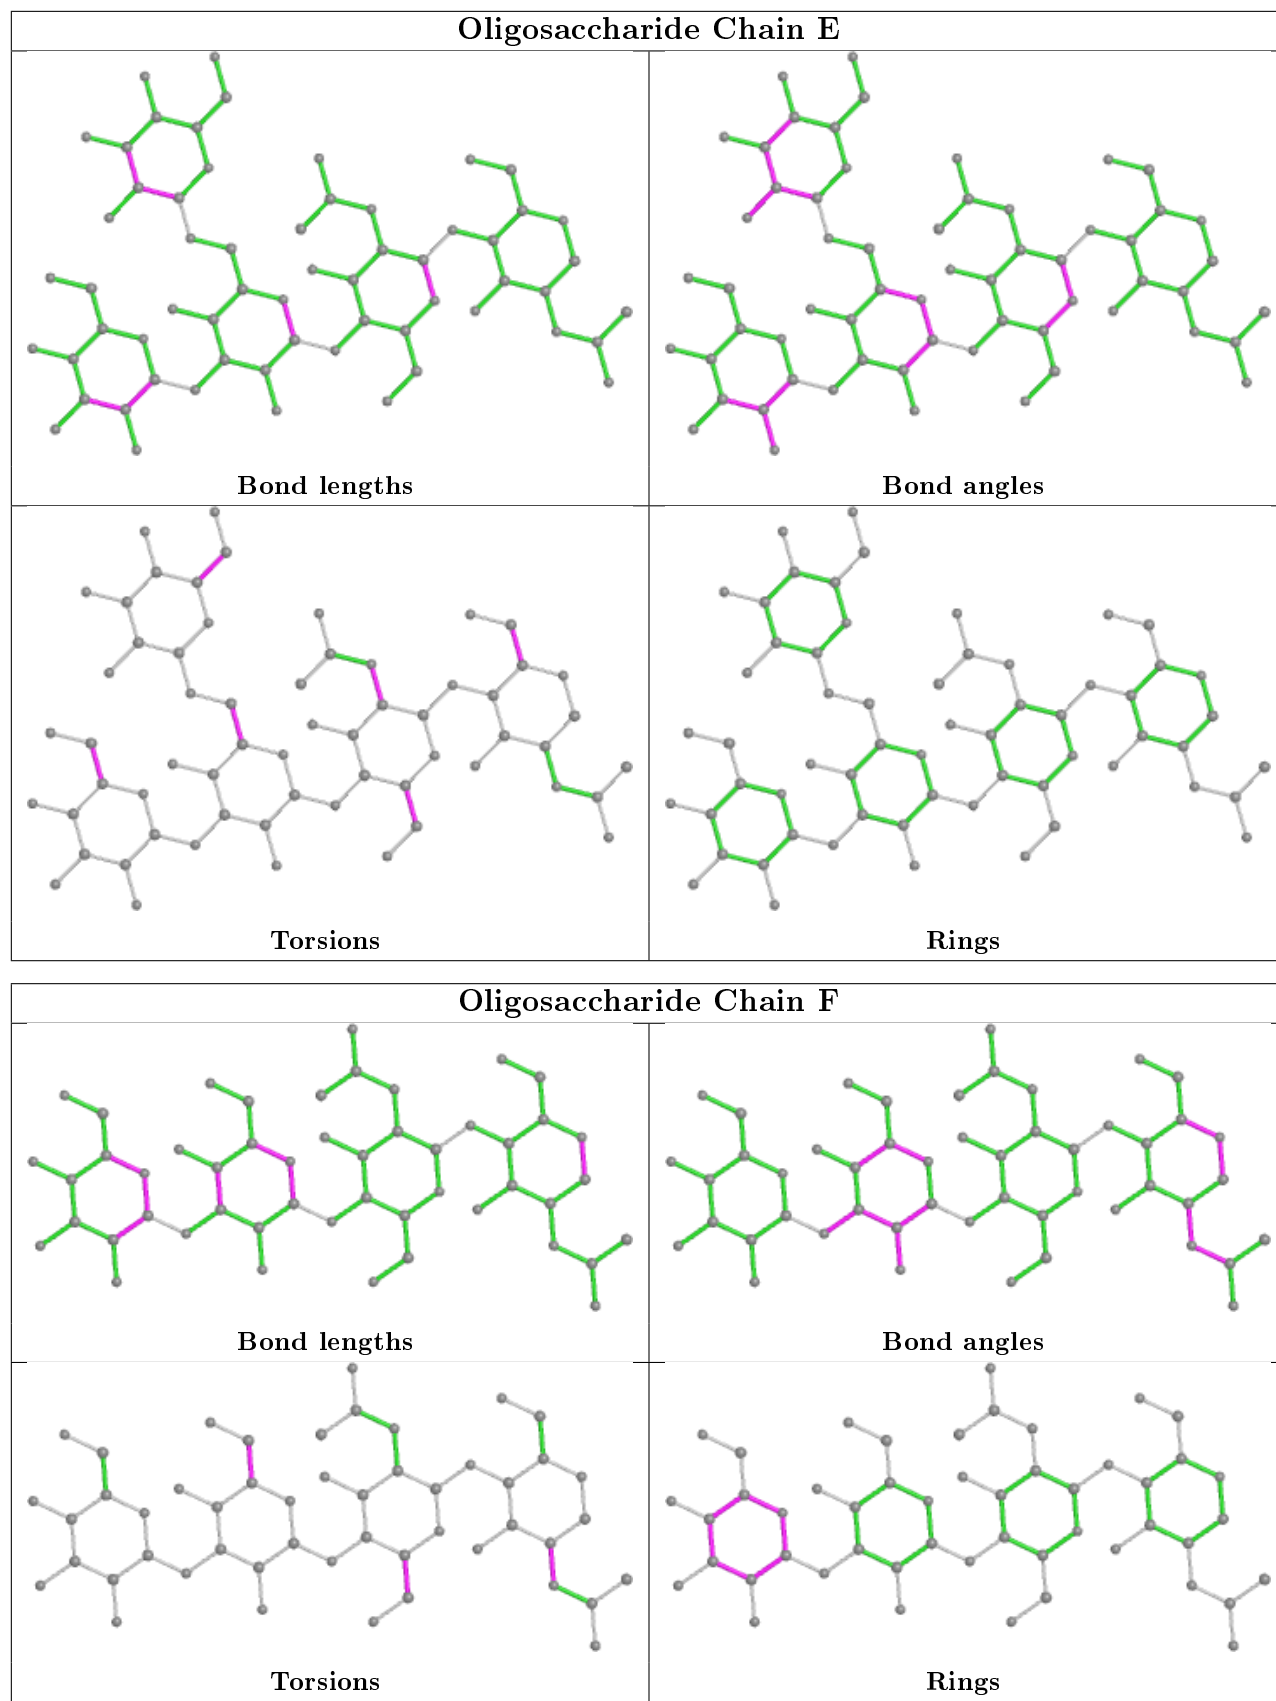 Oligosaccharide Chain E
Bond lengths
Bond angles
Torsions
Rings
Oligosaccharide Chain F
Bond lengths
Bond angles
Torsions
Rings